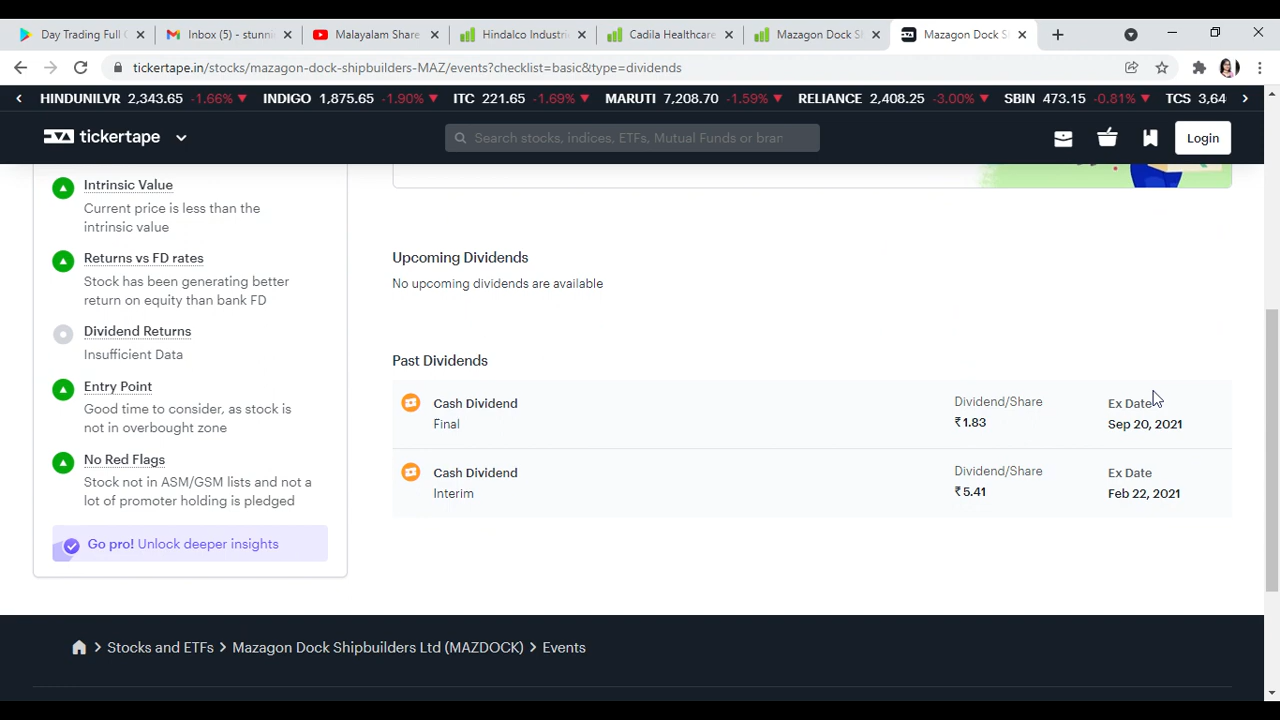 Day Trading Full
Inbox (5) - stunni
Malayalam Share
Hindalco Industri
Cadila Healthcare
Mazagon Dock S
Mazagon Dock S
tickertape.in/stocks/mazagon-dock-shipbuilders-MAZ/events?checklist=basic&type=dividends
HINDUNILVR 2,343.65 -1.66% ▼ INDIGO 1,875.65 -1.90% ▼ ITC 221.65 -1.69% ▼ MARUTI 7,208.70 -1.59% ▼ RELIANCE 2,408.25 -3.00% ▼ SBIN 473.15 -0.81% ▼ TCS 3,64
tickertape
Search stocks, indices, ETFs, Mutual Funds or bran
Login
Intrinsic Value
Current price is less than the
intrinsic value
Returns vs FD rates
Stock has been generating better
return on equity than bank FD
Dividend Returns
Insufficient Data
Entry Point
Good time to consider, as stock is
not in overbought zone
No Red Flags
Stock not in ASM/GSM lists and not a
lot of promoter holding is pledged
Go pro! Unlock deeper insights
Upcoming Dividends
No upcoming dividends are available
Past Dividends
Cash Dividend
Final
Dividend/Share
₹1.83
Ex Date
Sep 20, 2021
Cash Dividend
Interim
Dividend/Share
₹5.41
Ex Date
Feb 22, 2021
Stocks and ETFs > Mazagon Dock Shipbuilders Ltd (MAZDOCK) > Events